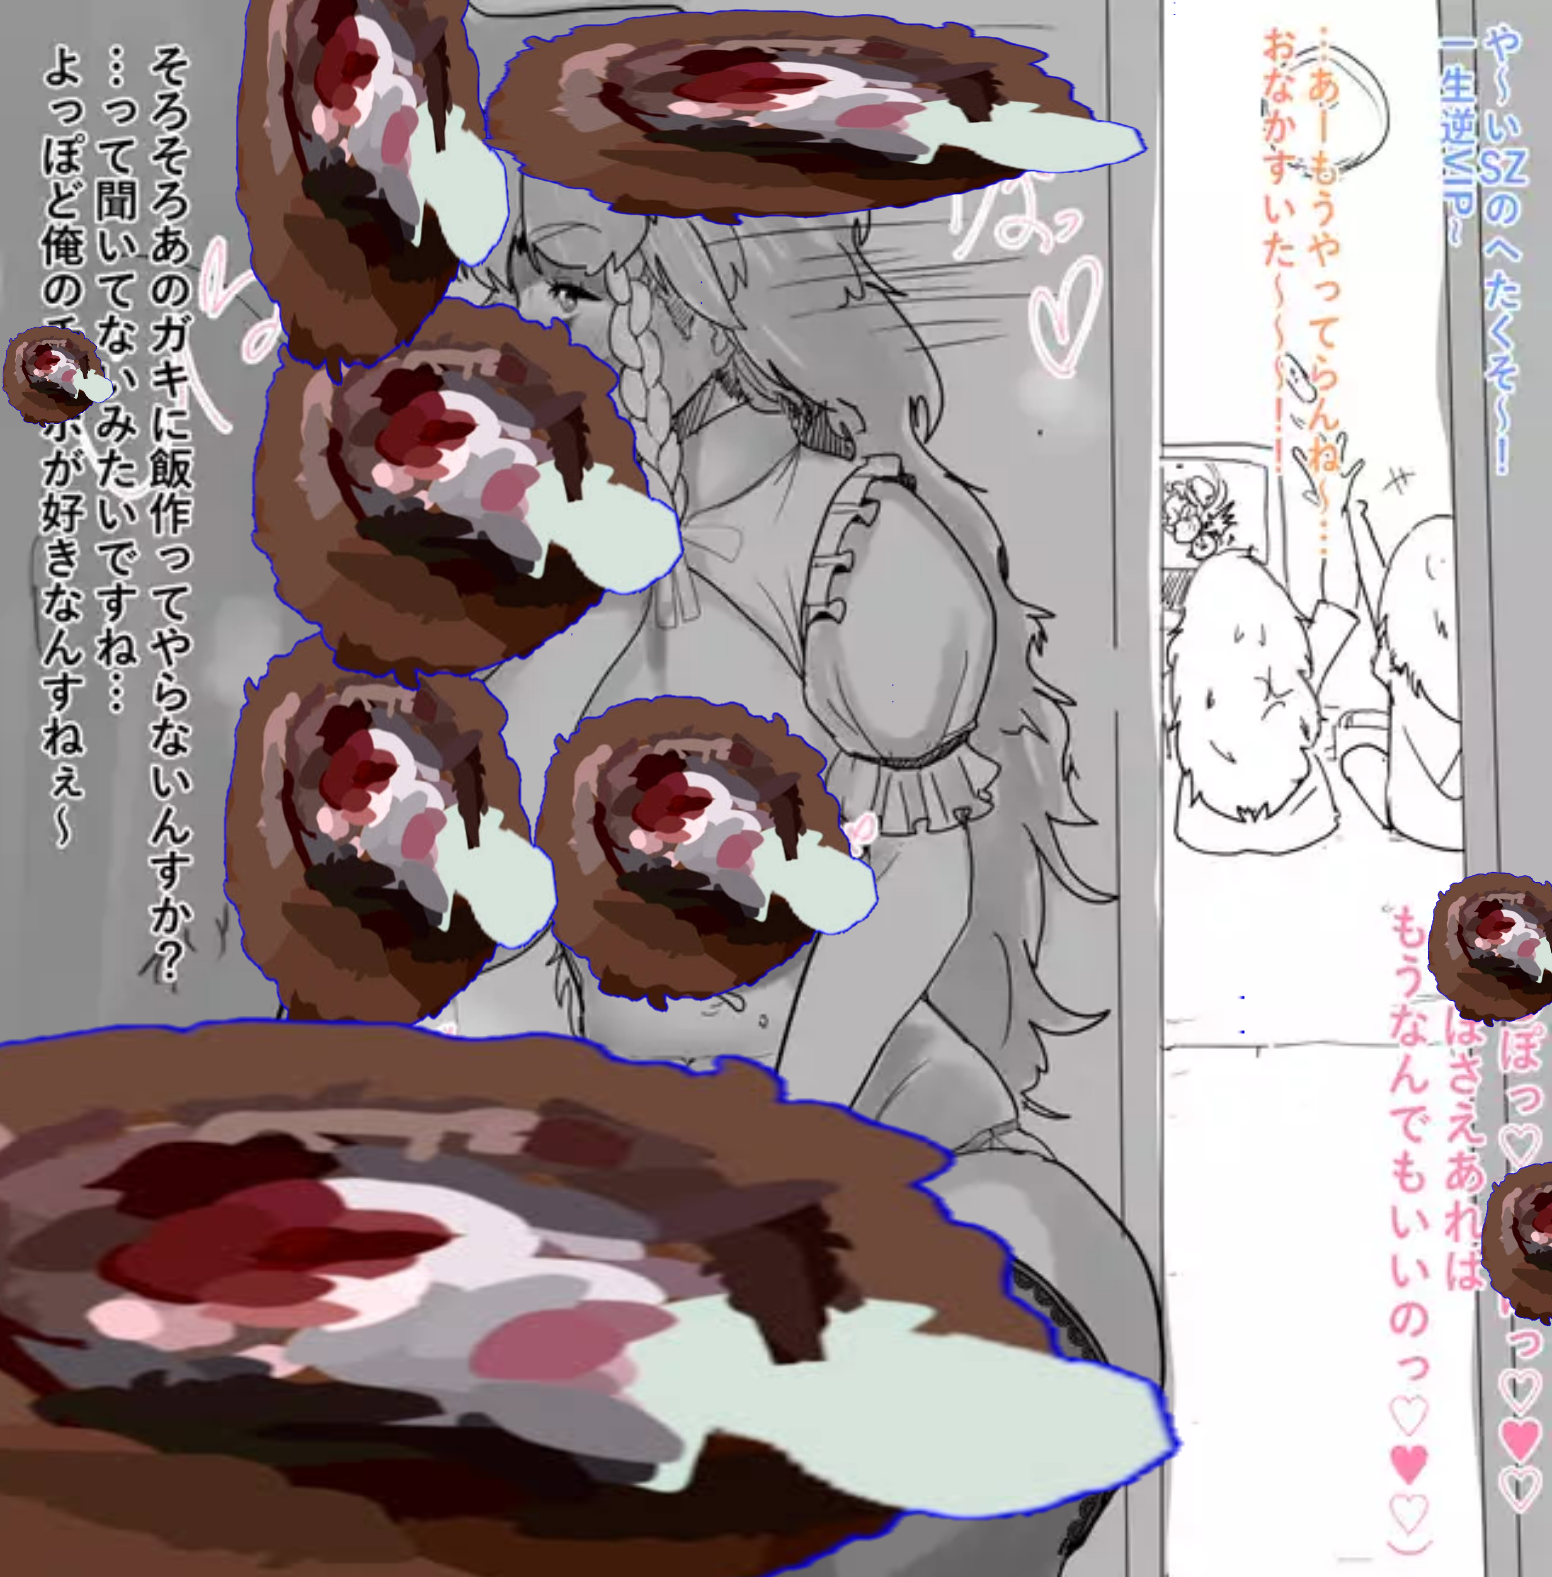 や～いSZのへたくそ～!
一生逆VIP～
…あーもうやってらんね～…
おなかすいた～～～!!
ぽっ♡
っ♡♥♡
ばさえあれば
もうなんでもいいのっ♡♥♡)
なっ♡
そろそろあのガキに飯作ってやらないんすか?
…って聞いてないみたいですね…
よっぽど俺の
が好きなんすねぇ～